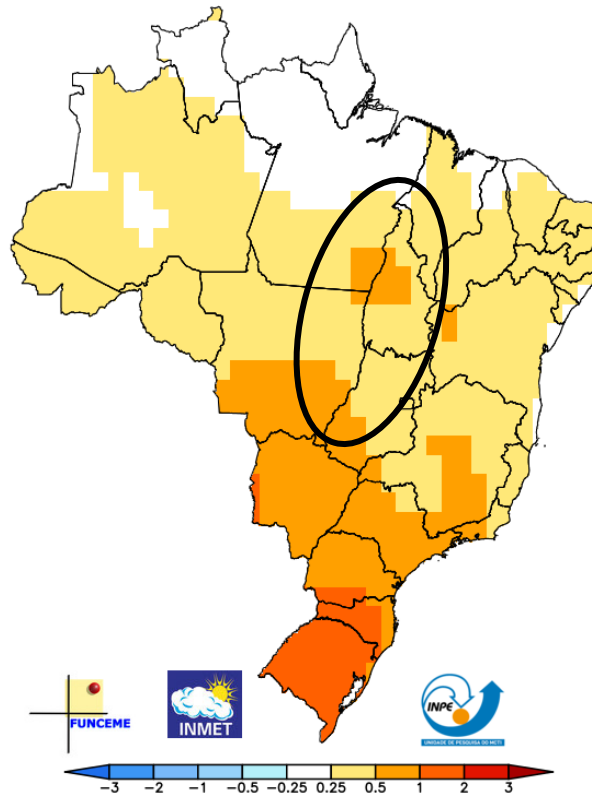 FUNCEME
INMET
INPE
UNIDADE DE PESQUISA DO MCTI
-3 -2 -1 -0.5 -0.25 0.25 0.5 1 2 3